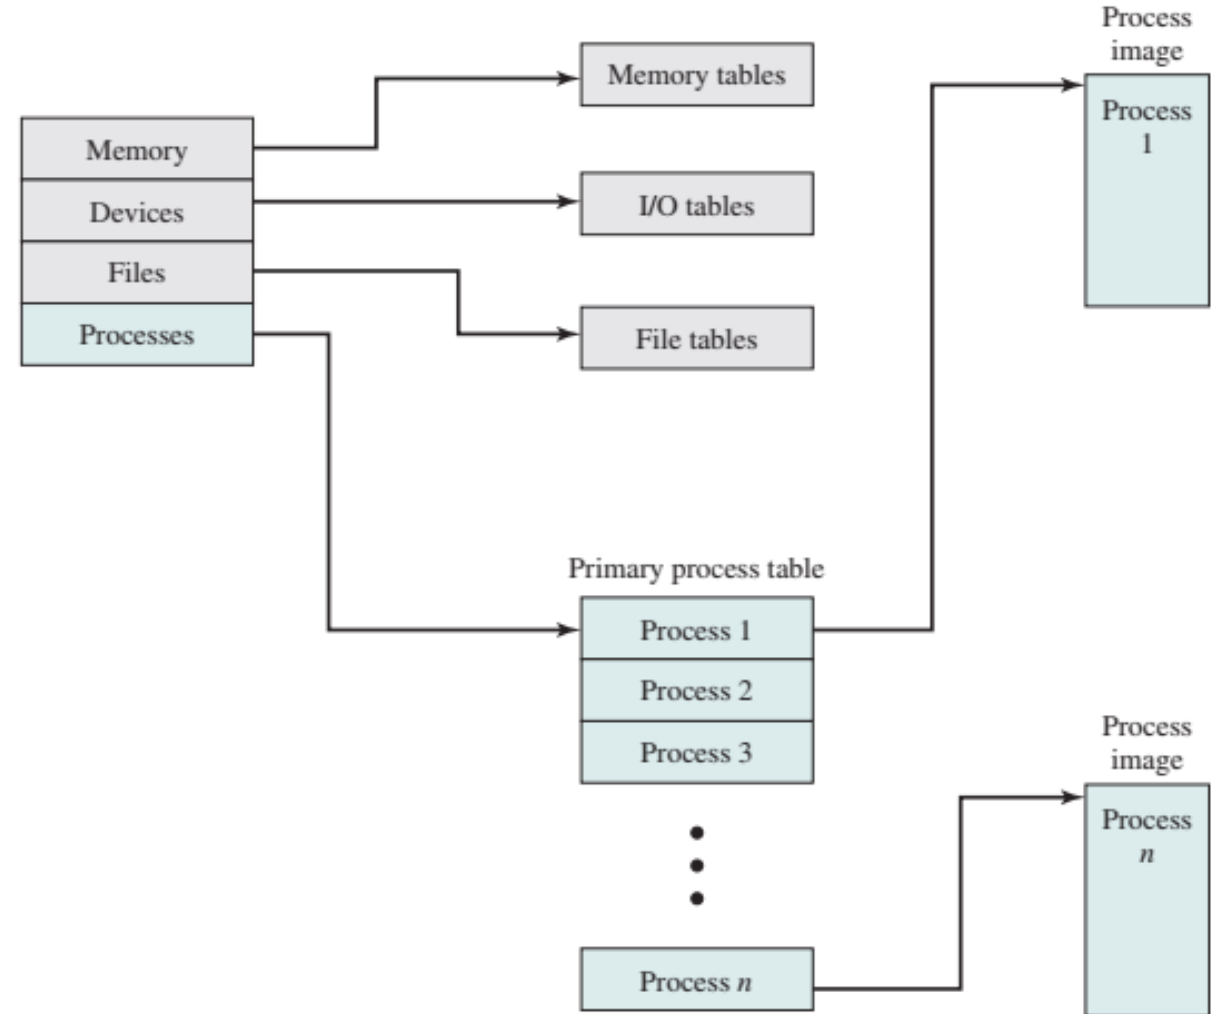 Memory
Devices
Files
Processes
Memory tables
I/O tables
File tables
Primary process table
Process 1
Process 2
Process 3
Process n
Process
image
Process
1
Process
image
Process
n